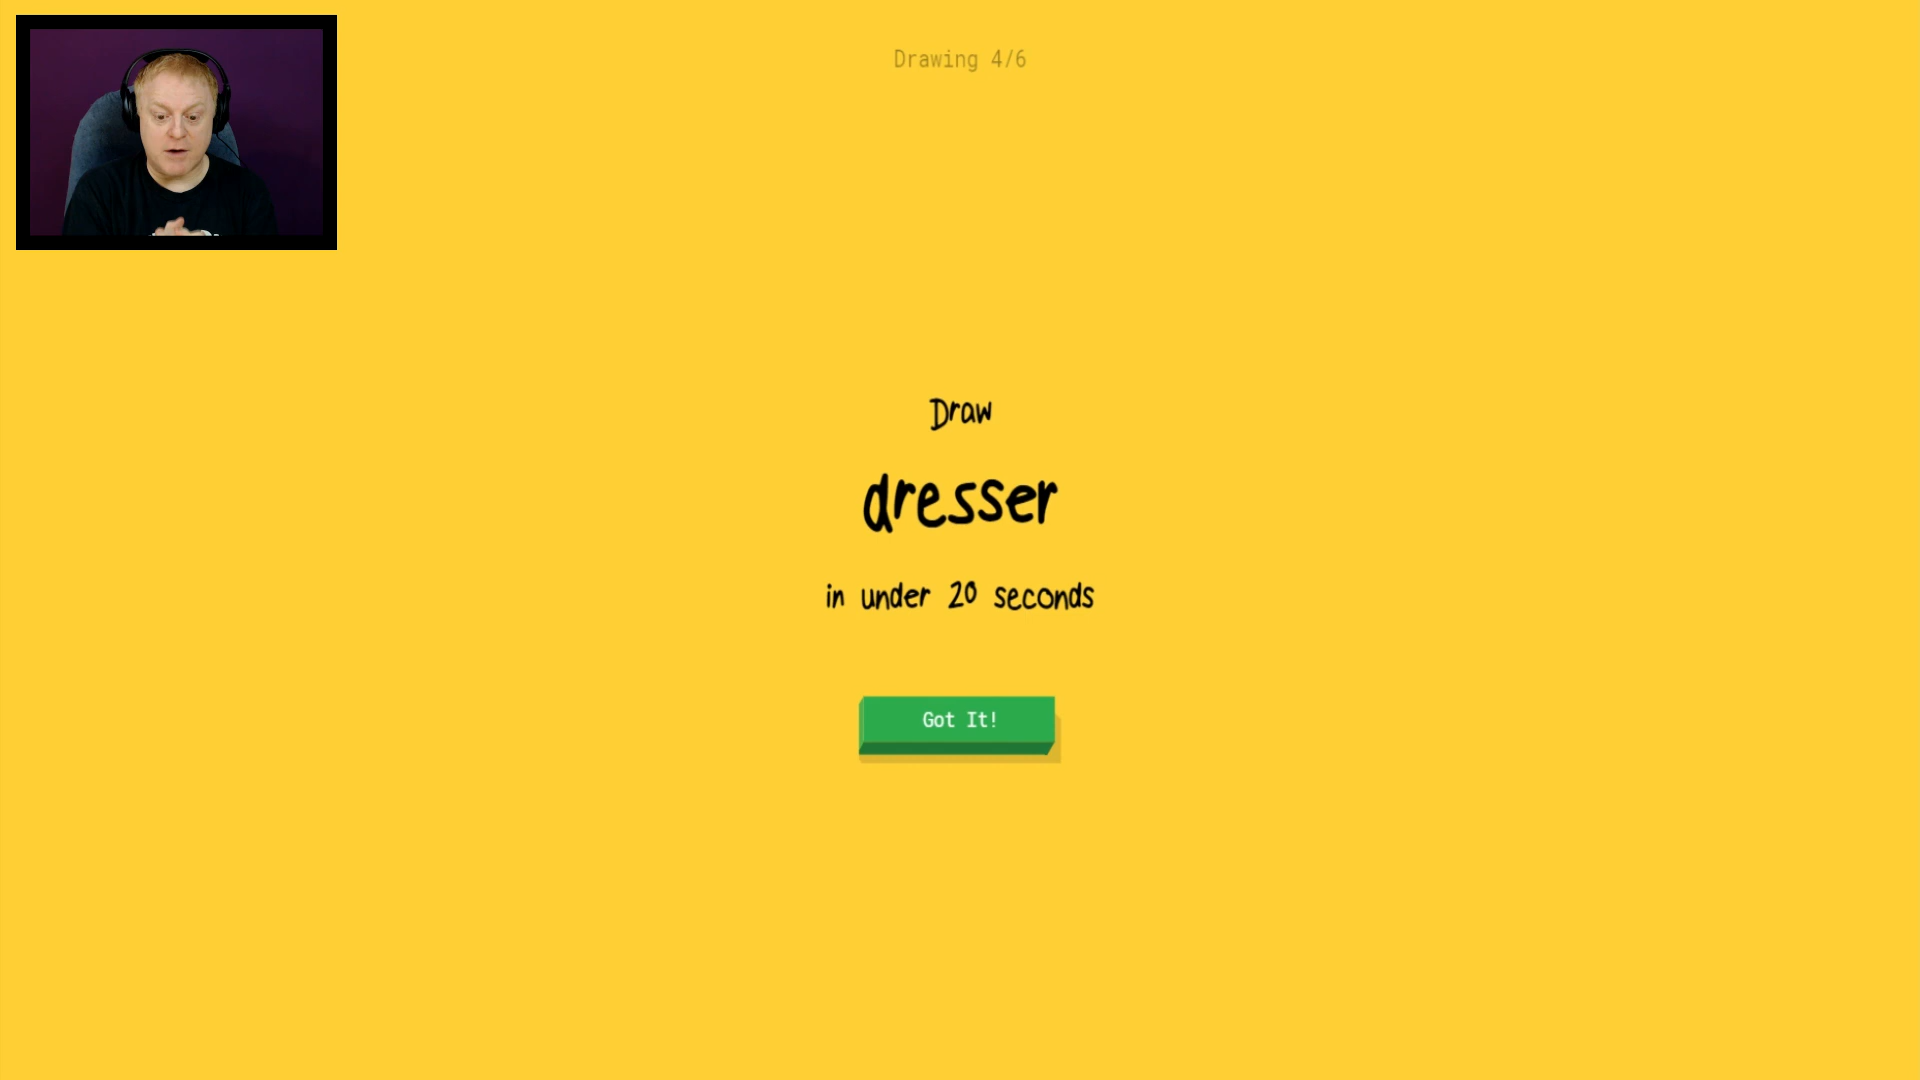 Drawing 4/6
Draw
dresser
in under 20 seconds
Got It!